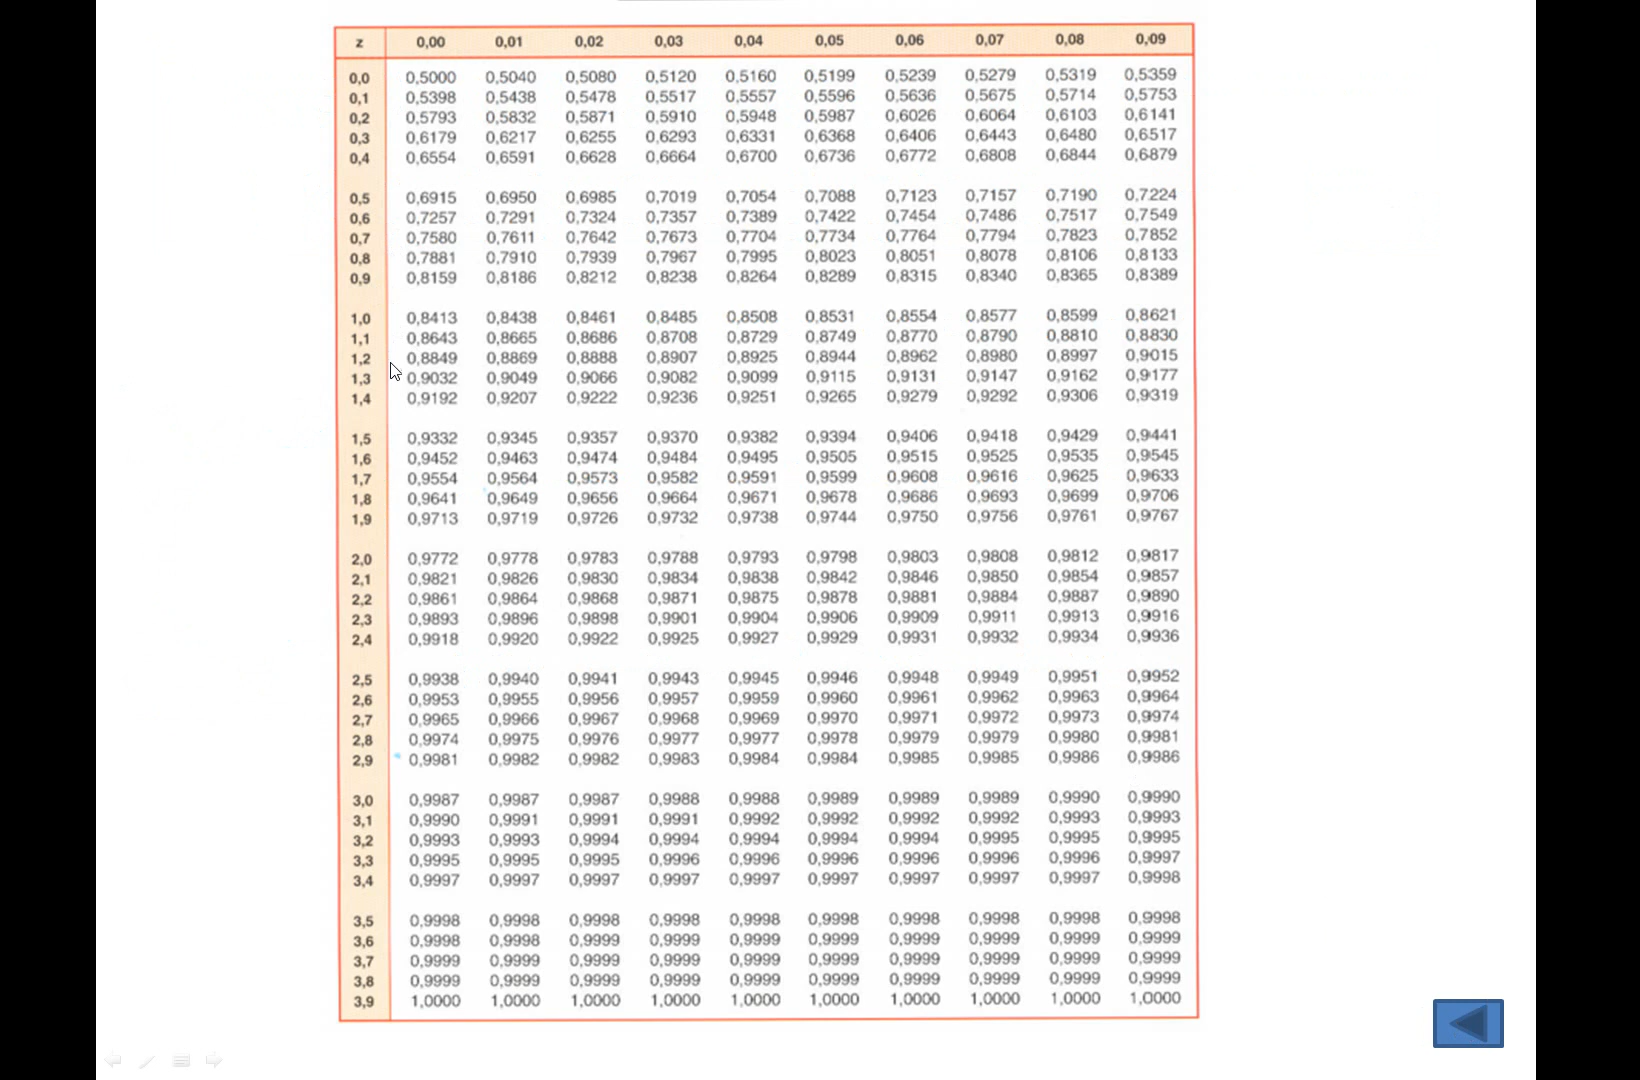 z 0,00 0,01 0,02 0,03 0,04 0,05 0,06 0,07 0,08 0,09
0,0 0,5000 0,5040 0,5080 0,5120 0,5160 0,5199 0,5239 0,5279 0,5319 0,5359
0,1 0,5398 0,5438 0,5478 0,5517 0,5557 0,5596 0,5636 0,5675 0,5714 0,5753
0,2 0,5793 0,5832 0,5871 0,5910 0,5948 0,5987 0,6026 0,6064 0,6103 0,6141
0,3 0,6179 0,6217 0,6255 0,6293 0,6331 0,6368 0,6406 0,6443 0,6480 0,6517
0,4 0,6554 0,6591 0,6628 0,6664 0,6700 0,6736 0,6772 0,6808 0,6844 0,6879
0,5 0,6915 0,6950 0,6985 0,7019 0,7054 0,7088 0,7123 0,7157 0,7190 0,7224
0,6 0,7257 0,7291 0,7324 0,7357 0,7389 0,7422 0,7454 0,7486 0,7517 0,7549
0,7 0,7580 0,7611 0,7642 0,7673 0,7704 0,7734 0,7764 0,7794 0,7823 0,7852
0,8 0,7881 0,7910 0,7939 0,7967 0,7995 0,8023 0,8051 0,8078 0,8106 0,8133
0,9 0,8159 0,8186 0,8212 0,8238 0,8264 0,8289 0,8315 0,8340 0,8365 0,8389
1,0 0,8413 0,8438 0,8461 0,8485 0,8508 0,8531 0,8554 0,8577 0,8599 0,8621
1,1 0,8643 0,8665 0,8686 0,8708 0,8729 0,8749 0,8770 0,8790 0,8810 0,8830
1,2 0,8849 0,8869 0,8888 0,8907 0,8925 0,8944 0,8962 0,8980 0,8997 0,9015
1,3 0,9032 0,9049 0,9066 0,9082 0,9099 0,9115 0,9131 0,9147 0,9162 0,9177
1,4 0,9192 0,9207 0,9222 0,9236 0,9251 0,9265 0,9279 0,9292 0,9306 0,9319
1,5 0,9332 0,9345 0,9357 0,9370 0,9382 0,9394 0,9406 0,9418 0,9429 0,9441
1,6 0,9452 0,9463 0,9474 0,9484 0,9495 0,9505 0,9515 0,9525 0,9535 0,9545
1,7 0,9554 0,9564 0,9573 0,9582 0,9591 0,9599 0,9608 0,9616 0,9625 0,9633
1,8 0,9641 0,9649 0,9656 0,9664 0,9671 0,9678 0,9686 0,9693 0,9699 0,9706
1,9 0,9713 0,9719 0,9726 0,9732 0,9738 0,9744 0,9750 0,9756 0,9761 0,9767
2,0 0,9772 0,9778 0,9783 0,9788 0,9793 0,9798 0,9803 0,9808 0,9812 0,9817
2,1 0,9821 0,9826 0,9830 0,9834 0,9838 0,9842 0,9846 0,9850 0,9854 0,9857
2,2 0,9861 0,9864 0,9868 0,9871 0,9875 0,9878 0,9881 0,9884 0,9887 0,9890
2,3 0,9893 0,9896 0,9898 0,9901 0,9904 0,9906 0,9909 0,9911 0,9913 0,9916
2,4 0,9918 0,9920 0,9922 0,9925 0,9927 0,9929 0,9931 0,9932 0,9934 0,9936
2,5 0,9938 0,9940 0,9941 0,9943 0,9945 0,9946 0,9948 0,9949 0,9951 0,9952
2,6 0,9953 0,9955 0,9956 0,9957 0,9959 0,9960 0,9961 0,9962 0,9963 0,9964
2,7 0,9965 0,9966 0,9967 0,9968 0,9969 0,9970 0,9971 0,9972 0,9973 0,9974
2,8 0,9974 0,9975 0,9976 0,9977 0,9977 0,9978 0,9979 0,9979 0,9980 0,9981
2,9 0,9981 0,9982 0,9982 0,9983 0,9984 0,9984 0,9985 0,9985 0,9986 0,9986
3,0 0,9987 0,9987 0,9987 0,9988 0,9988 0,9989 0,9989 0,9989 0,9990 0,9990
3,1 0,9990 0,9991 0,9991 0,9991 0,9992 0,9992 0,9992 0,9992 0,9993 0,9993
3,2 0,9993 0,9993 0,9994 0,9994 0,9994 0,9994 0,9994 0,9995 0,9995 0,9995
3,3 0,9995 0,9995 0,9995 0,9996 0,9996 0,9996 0,9996 0,9996 0,9996 0,9997
3,4 0,9997 0,9997 0,9997 0,9997 0,9997 0,9997 0,9997 0,9997 0,9997 0,9998
3,5 0,9998 0,9998 0,9998 0,9998 0,9998 0,9998 0,9998 0,9998 0,9998 0,9998
3,6 0,9998 0,9998 0,9999 0,9999 0,9999 0,9999 0,9999 0,9999 0,9999 0,9999
3,7 0,9999 0,9999 0,9999 0,9999 0,9999 0,9999 0,9999 0,9999 0,9999 0,9999
3,8 0,9999 0,9999 0,9999 0,9999 0,9999 0,9999 0,9999 0,9999 0,9999 0,9999
3,9 1,0000 1,0000 1,0000 1,0000 1,0000 1,0000 1,0000 1,0000 1,0000 1,0000